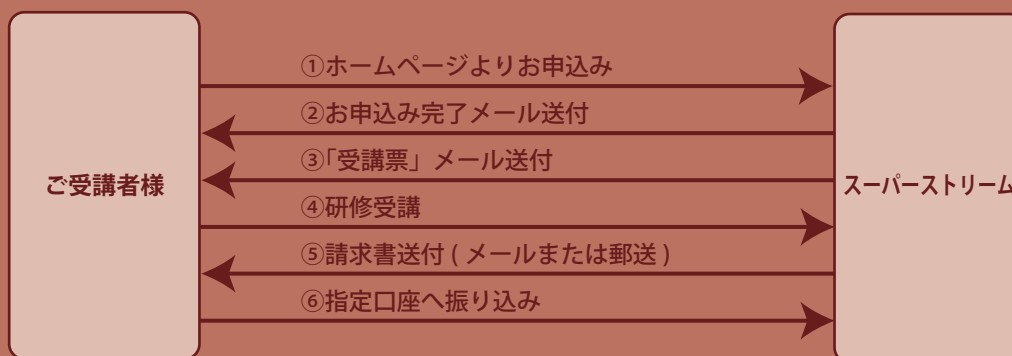 ①ホームページよりお申込み
②お申込み完了メール送付
③「受講票」メール送付
ご受講者様
スーパーストリーム
④研修受講
⑤請求書送付 ( メールまたは郵送 )
⑥指定口座へ振り込み